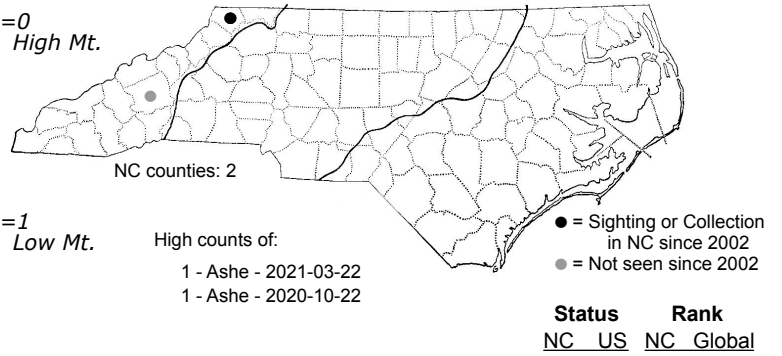 =0
High Mt.
NC counties: 2
=1
Low Mt.
High counts of:
1 - Ashe - 2021-03-22
1 - Ashe - 2020-10-22
● = Sighting or Collection
in NC since 2002
● = Not seen since 2002
Status Rank
NC US NC Global